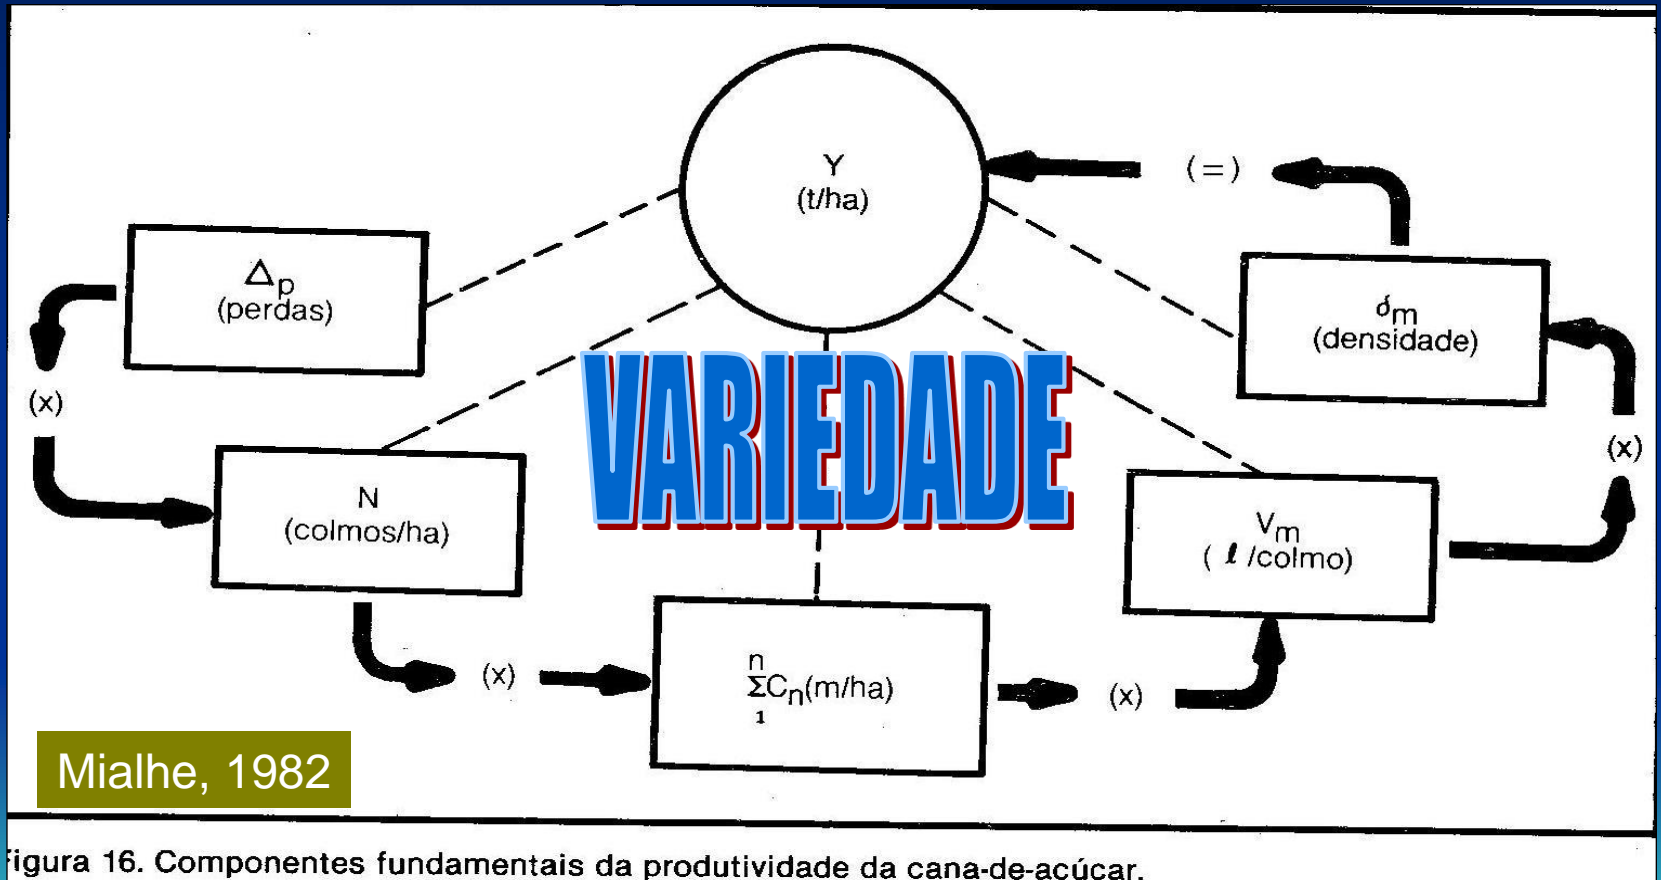 Y
(t/ha)
(=)
Δp
(perdas)
δm
(densidade)
(x)
(x)
VARIEDADE
N
(colmos/ha)
Vm
( ℓ /colmo)
(x)
n
ΣCn(m/ha)
1
(x)
Mialhe, 1982
Figura 16. Componentes fundamentais da produtividade da cana-de-açúcar.